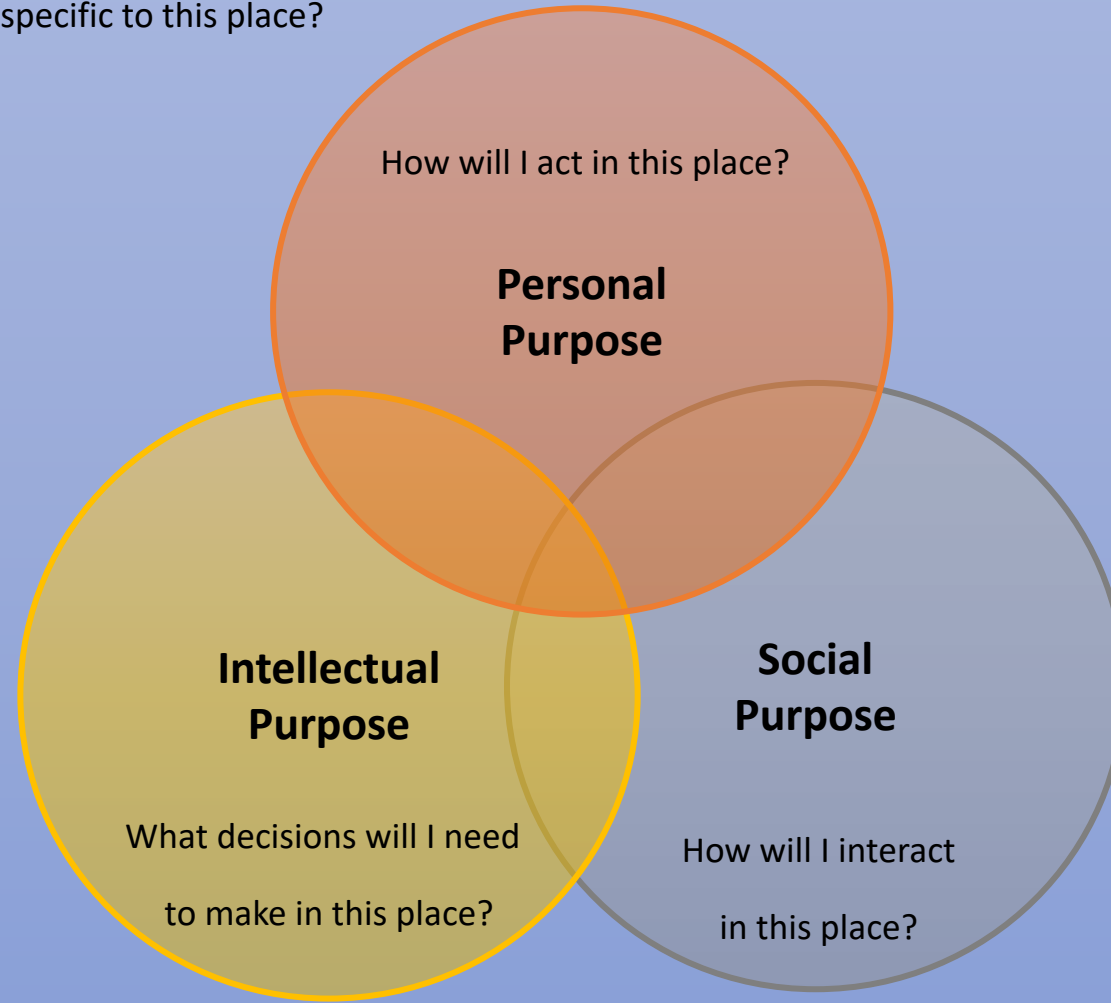 specific to this place?
How will I act in this place?
Personal
Purpose
Intellectual
Purpose
What decisions will I need
to make in this place?
Social
Purpose
How will I interact
in this place?